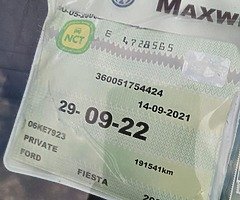 MAXW
NCT
E 4728565
360051754424
14-09-2021
29-09-22
06KE7923
191541km
PRIVATE
FORD
FIESTA